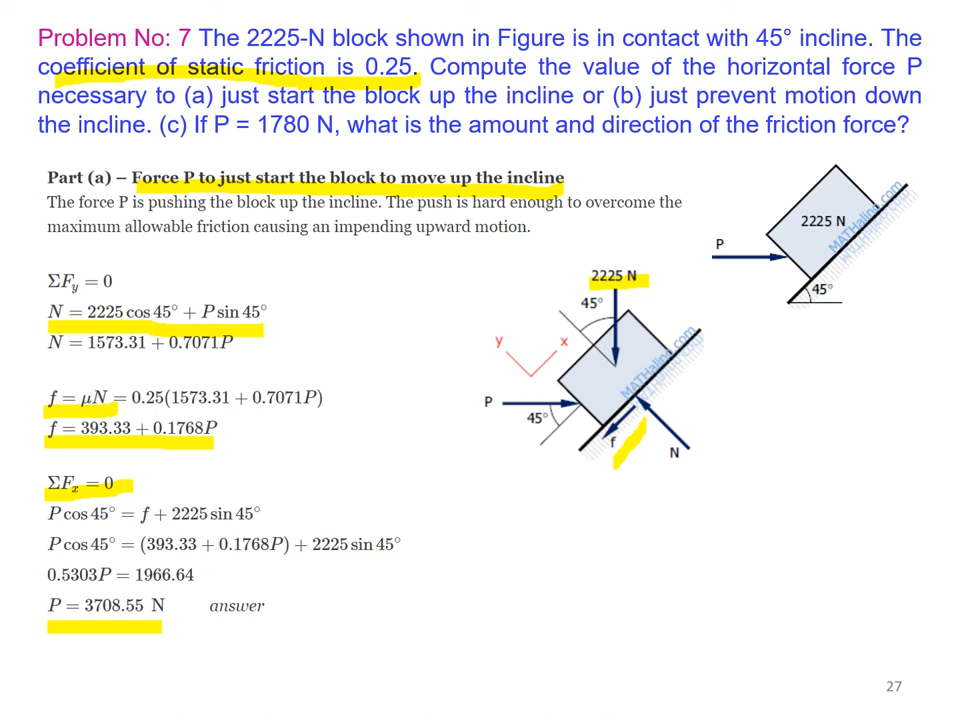 Problem No: 7 The 2225-N block shown in Figure is in contact with 45° incline. The
coefficient of static friction is 0.25. Compute the value of the horizontal force P
necessary to (a) just start the block up the incline or (b) just prevent motion down
the incline. (c) If P = 1780 N, what is the amount and direction of the friction force?
Part (a) – Force P to just start the block to move up the incline
The force P is pushing the block up the incline. The push is hard enough to overcome the
maximum allowable friction causing an impending upward motion.
2225 N
P
45°
MATHalino.com
ΣF_y = 0
N = 2225 cos 45° + P sin 45°
N = 1573.31 + 0.7071P
f = μN = 0.25(1573.31 + 0.7071P)
f = 393.33 + 0.1768P
ΣF_x = 0
P cos 45° = f + 2225 sin 45°
P cos 45° = (393.33 + 0.1768P) + 2225 sin 45°
0.5303P = 1966.64
P = 3708.55 N answer
2225 N
45°
y
x
MATHalino.com
P
45°
f
N
27